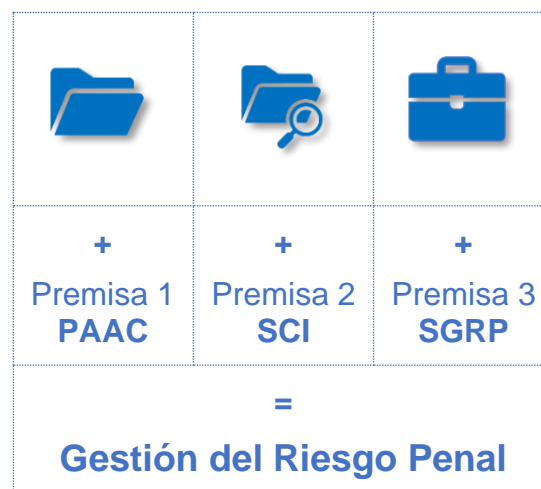 + + +
Premisa 1 Premisa 2 Premisa 3
PAAC SCI SGRP
=
Gestión del Riesgo Penal